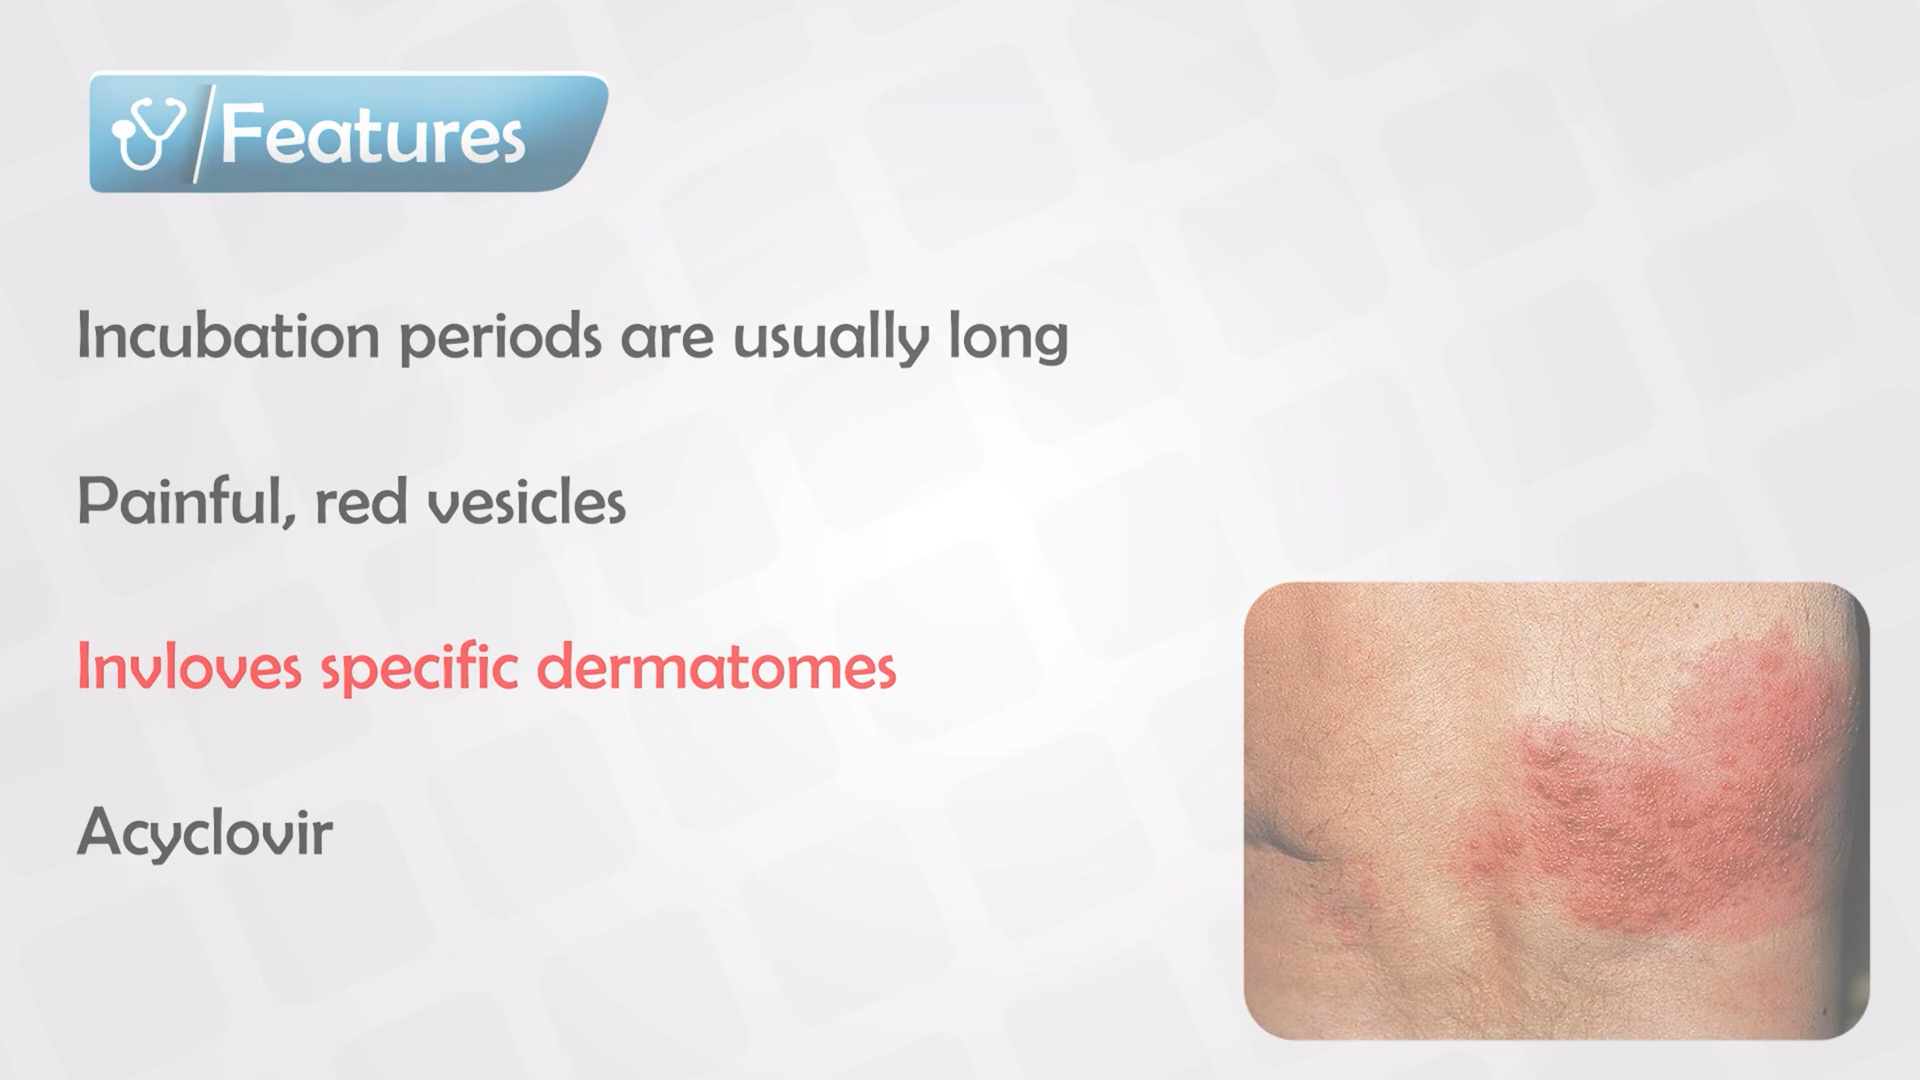 Features
Incubation periods are usually long
Painful, red vesicles
Invloves specific dermatomes
Acyclovir